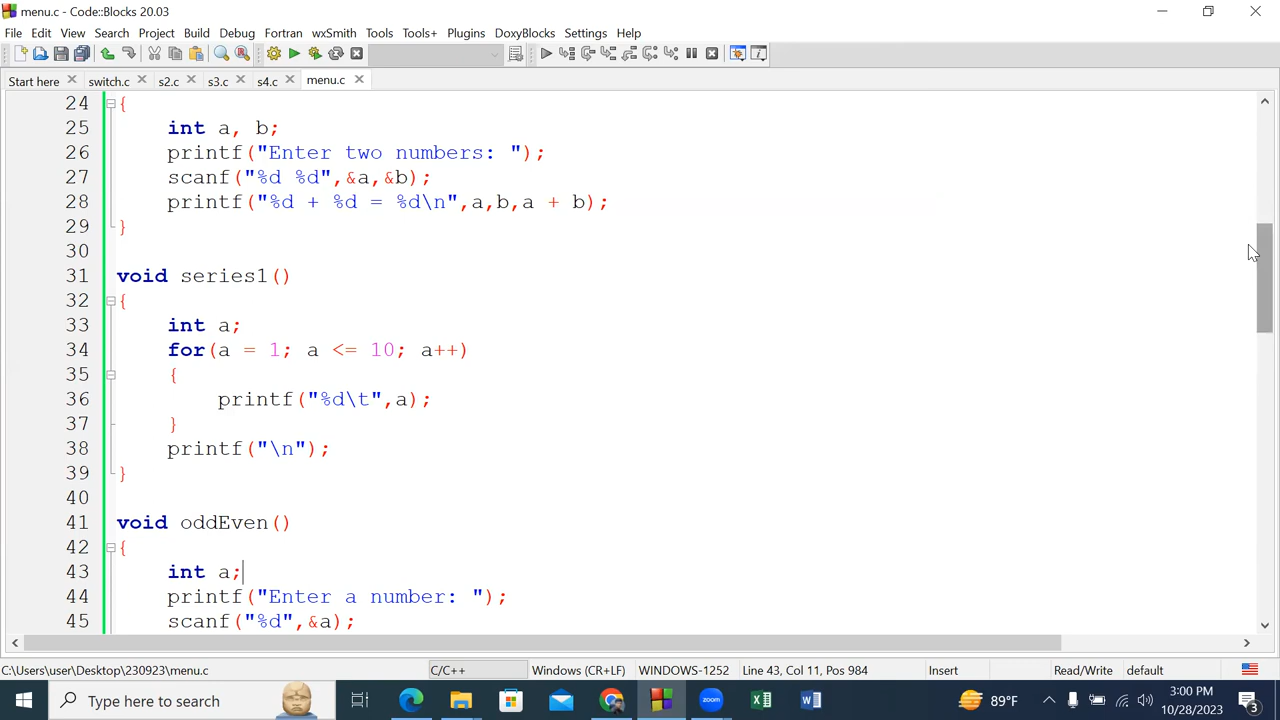 menu.c - Code::Blocks 20.03
File Edit View Search Project Build Debug Fortran wxSmith Tools Tools+ Plugins DoxyBlocks Settings Help
Start here switch.c s2.c s3.c s4.c menu.c
24 {
25 int a, b;
26 printf("Enter two numbers: ");
27 scanf("%d %d",&a,&b);
28 printf("%d + %d = %d\n",a,b,a + b);
29 }
30
31 void series1()
32 {
33 int a;
34 for(a = 1; a <= 10; a++)
35 {
36 printf("%d\t",a);
37 }
38 printf("\n");
39 }
40
41 void oddEven()
42 {
43 int a;
44 printf("Enter a number: ");
45 scanf("%d",&a);
C:\Users\user\Desktop\230923\menu.c C/C++ Windows (CR+LF) WINDOWS-1252 Line 43, Col 11, Pos 984 Insert Read/Write default
Type here to search zoom 89°F 3:00 PM
10/28/2023 3